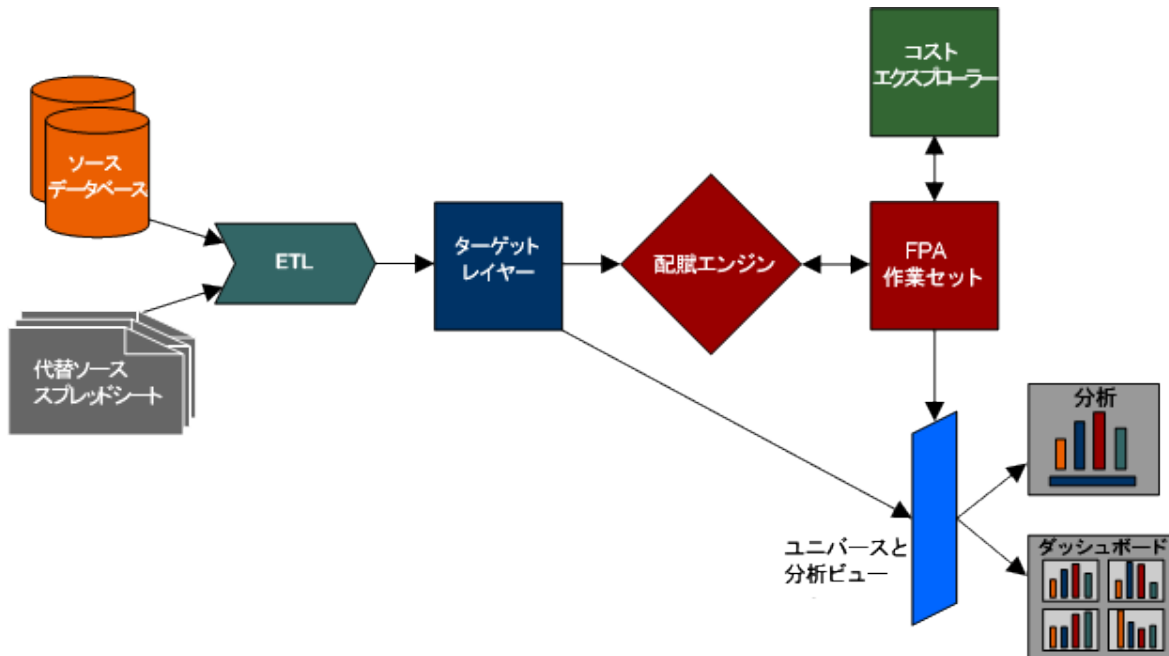 コスト
エクスプローラー
ソース
データベース
ETL
ターゲット
レイヤー
配賦エンジン
FPA
作業セット
代替ソース
スプレッドシート
分析
ユニバースと
分析ビュー
ダッシュボード